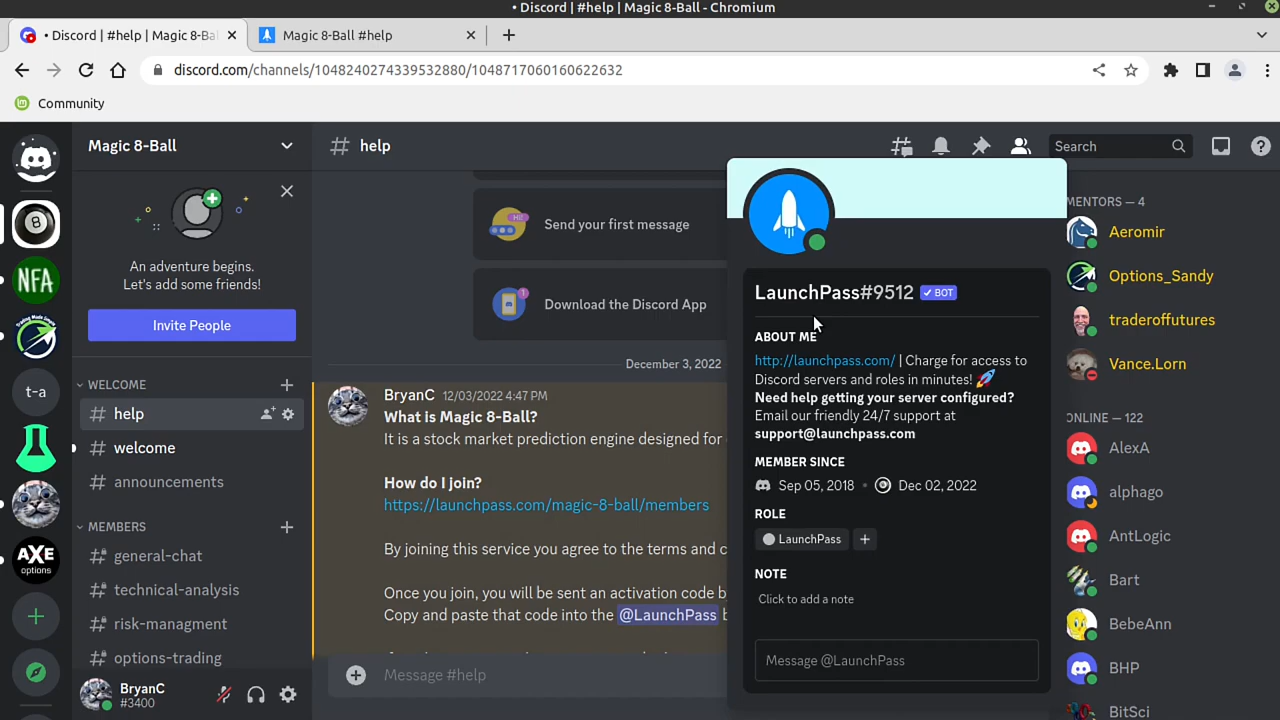 • Discord | #help | Magic 8-Ball - Chromium
• Discord | #help | Magic 8-Ba
Magic 8-Ball #help
discord.com/channels/1048240274339532880/1048717060160622632
Community
Magic 8-Ball
An adventure begins.
Let's add some friends!
Invite People
WELCOME
help
welcome
announcements
MEMBERS
general-chat
technical-analysis
risk-managment
options-trading
BryanC
#3400
NFA
t-a
AXE
options
help
Search
Send your first message
Download the Discord App
December 3, 2022
BryanC 12/03/2022 4:47 PM
What is Magic 8-Ball?
It is a stock market prediction engine designed for
How do I join?
https://launchpass.com/magic-8-ball/members
By joining this service you agree to the terms and c
Once you join, you will be sent an activation code b
Copy and paste that code into the @LaunchPass b
Message #help
LaunchPass#9512 ✓ BOT
ABOUT ME
http://launchpass.com/ | Charge for access to
Discord servers and roles in minutes! 🚀
Need help getting your server configured?
Email our friendly 24/7 support at
support@launchpass.com
MEMBER SINCE
Sep 05, 2018 • Dec 02, 2022
ROLE
LaunchPass
NOTE
Click to add a note
Message @LaunchPass
MENTORS — 4
Aeromir
Options_Sandy
traderoffutures
Vance.Lorn
ONLINE — 122
AlexA
alphago
AntLogic
Bart
BebeAnn
BHP
BitSci